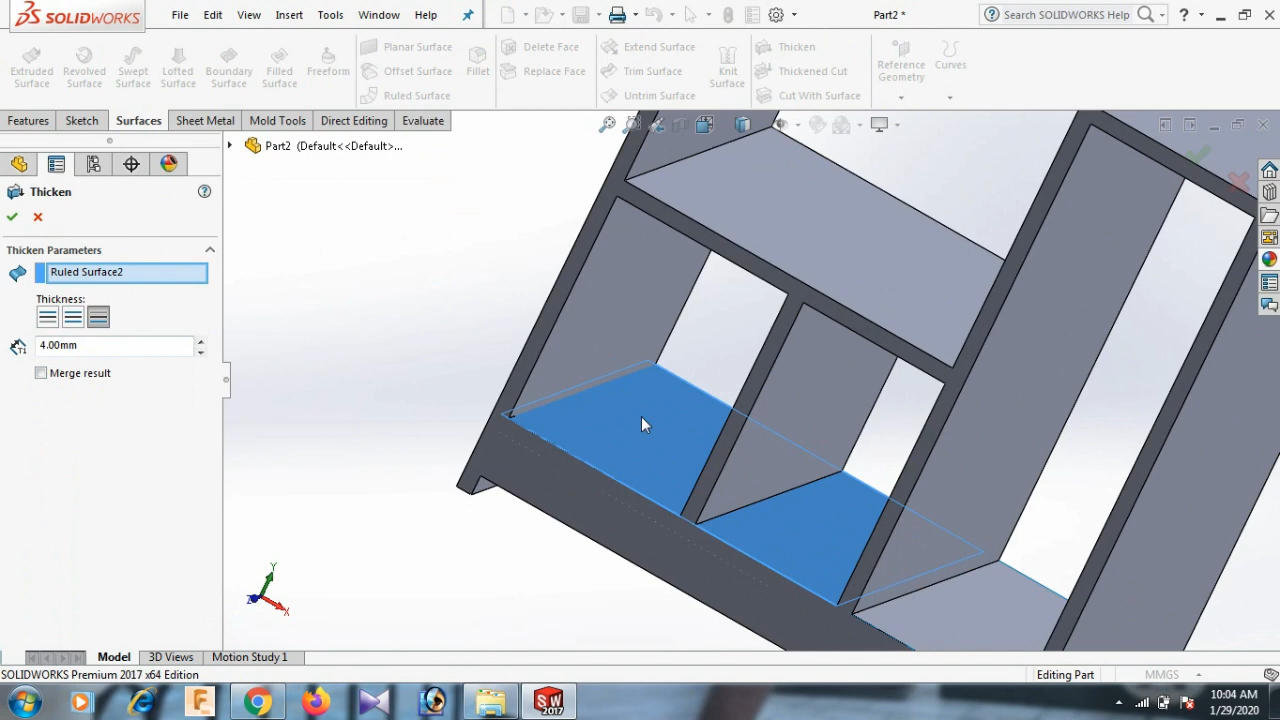 SOLIDWORKS
File Edit View Insert Tools Window Help
Part2 *
Search SOLIDWORKS Help
?
Extruded Surface
Revolved Surface
Swept Surface
Lofted Surface
Boundary Surface
Filled Surface
Freeform
Planar Surface
Offset Surface
Ruled Surface
Fillet
Delete Face
Replace Face
Extend Surface
Trim Surface
Untrim Surface
Knit Surface
Thicken
Thickened Cut
Cut With Surface
Reference Geometry
Curves
Features Sketch Surfaces Sheet Metal Mold Tools Direct Editing Evaluate
Part2 (Default<<Default>...
Thicken
?
Thicken Parameters
Ruled Surface2
Thickness:
T1
4.00mm
Merge result
Y
Z
X
Model 3D Views Motion Study 1
SOLIDWORKS Premium 2017 x64 Edition
Editing Part
MMGS
SW
2017
10:04 AM
1/29/2020